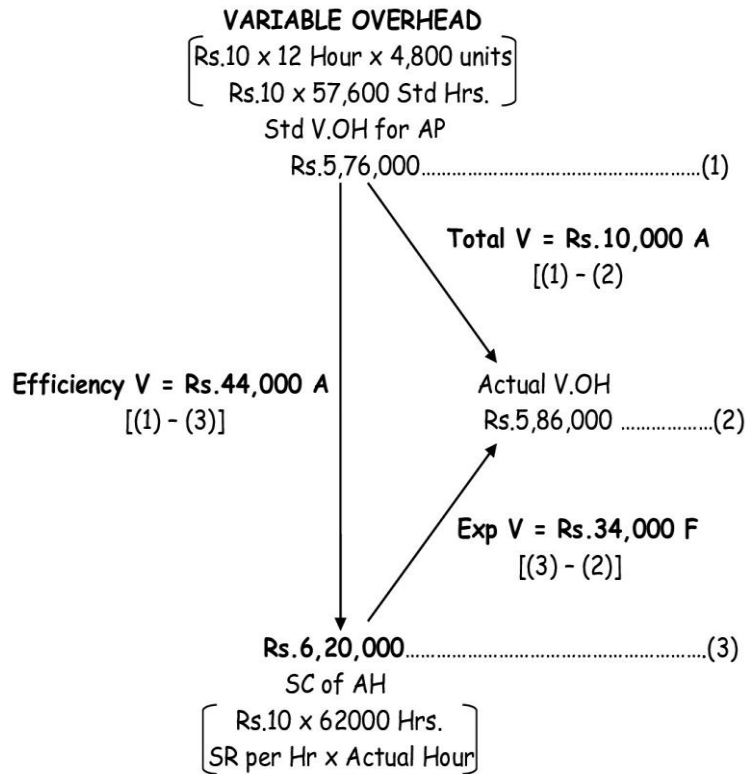 VARIABLE OVERHEAD
Rs.10 x 12 Hour x 4,800 units
Rs.10 x 57,600 Std Hrs.
Std V.OH for AP
Rs.5,76,000......................................................(1)
Total V = Rs.10,000 A
[(1) – (2)
Efficiency V = Rs.44,000 A
[(1) – (3)]
Actual V.OH
Rs.5,86,000 .................(2)
Exp V = Rs.34,000 F
[(3) – (2)]
Rs.6,20,000..........................................................(3)
SC of AH
Rs.10 x 62000 Hrs.
SR per Hr x Actual Hour